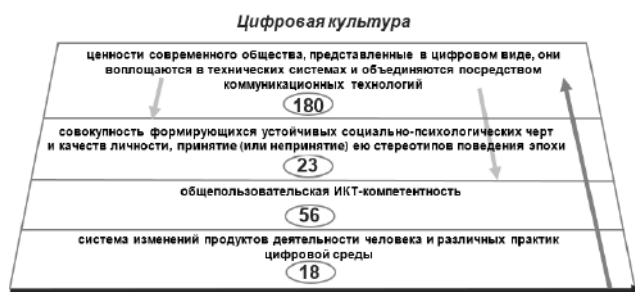 Цифровая культура
ценности современного общества, представленные в цифровом виде, они
воплощаются в технических системах и объединяются посредством
коммуникационных технологий
180
совокупность формирующихся устойчивых социально-психологических черт
и качеств личности, принятие (или непринятие) ею стереотипов поведения эпохи
23
общепользовательская ИКТ-компетентность
56
система изменений продуктов деятельности человека и различных практик
цифровой среды
18